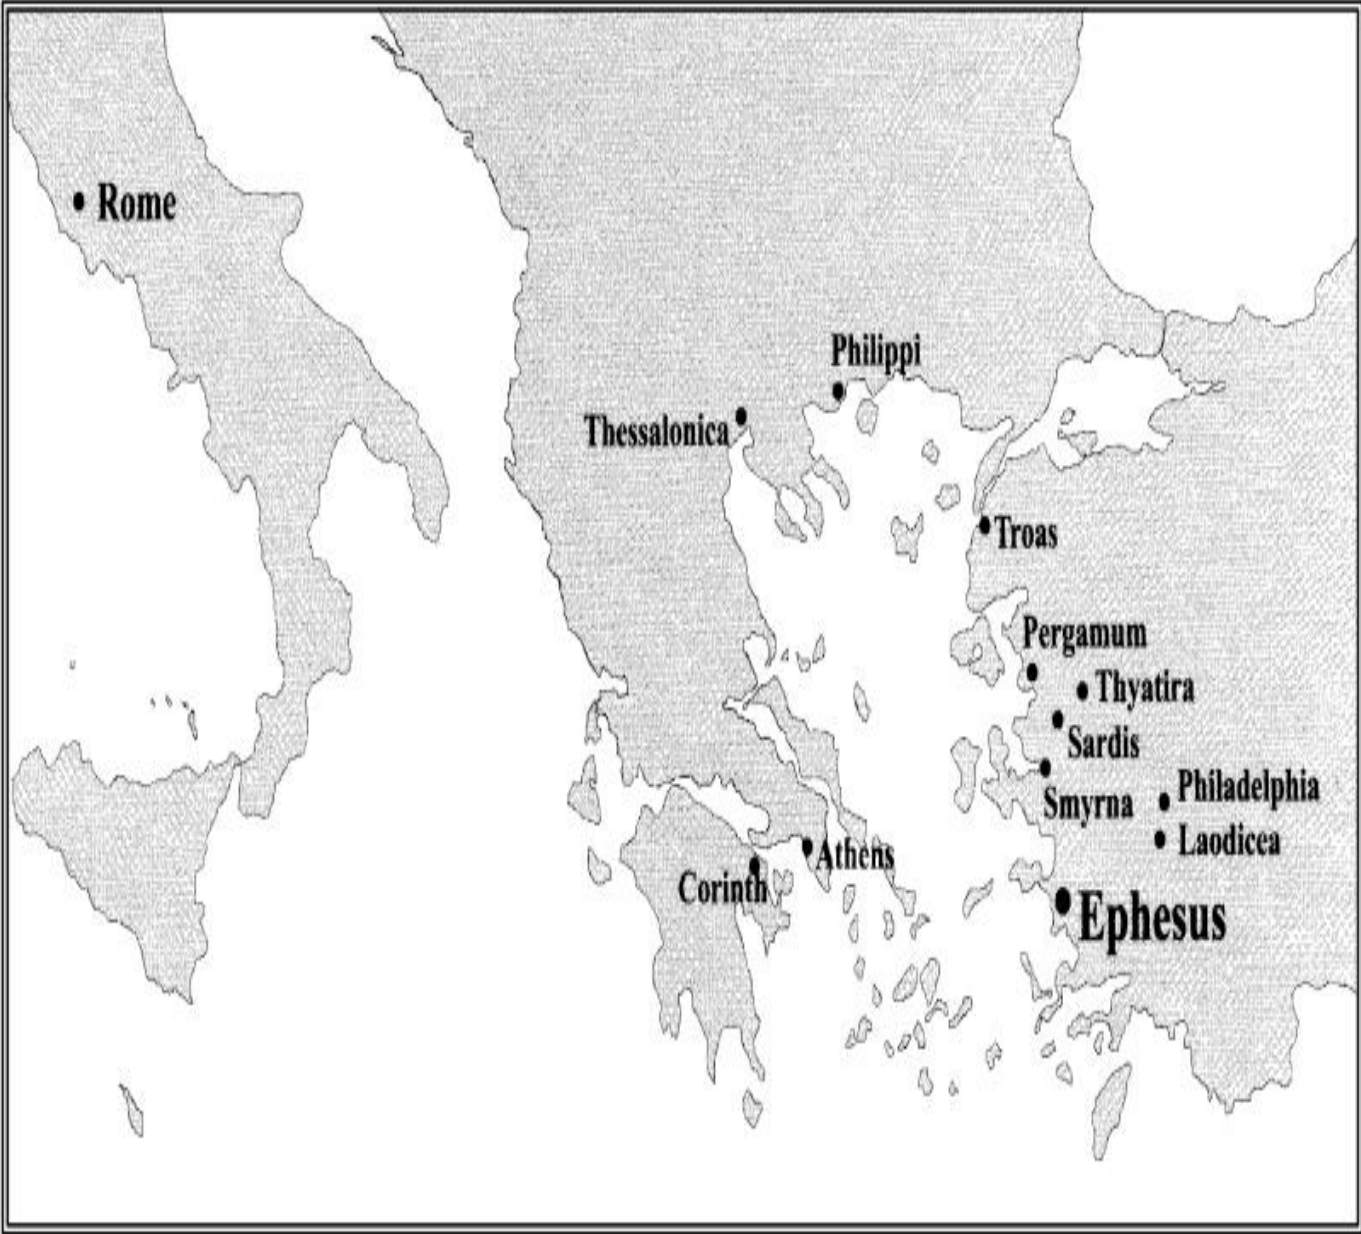 Rome
Philippi
Thessalonica
Troas
Pergamum
Thyatira
Sardis
Philadelphia
Smyrna
Laodicea
Athens
Corinth
Ephesus